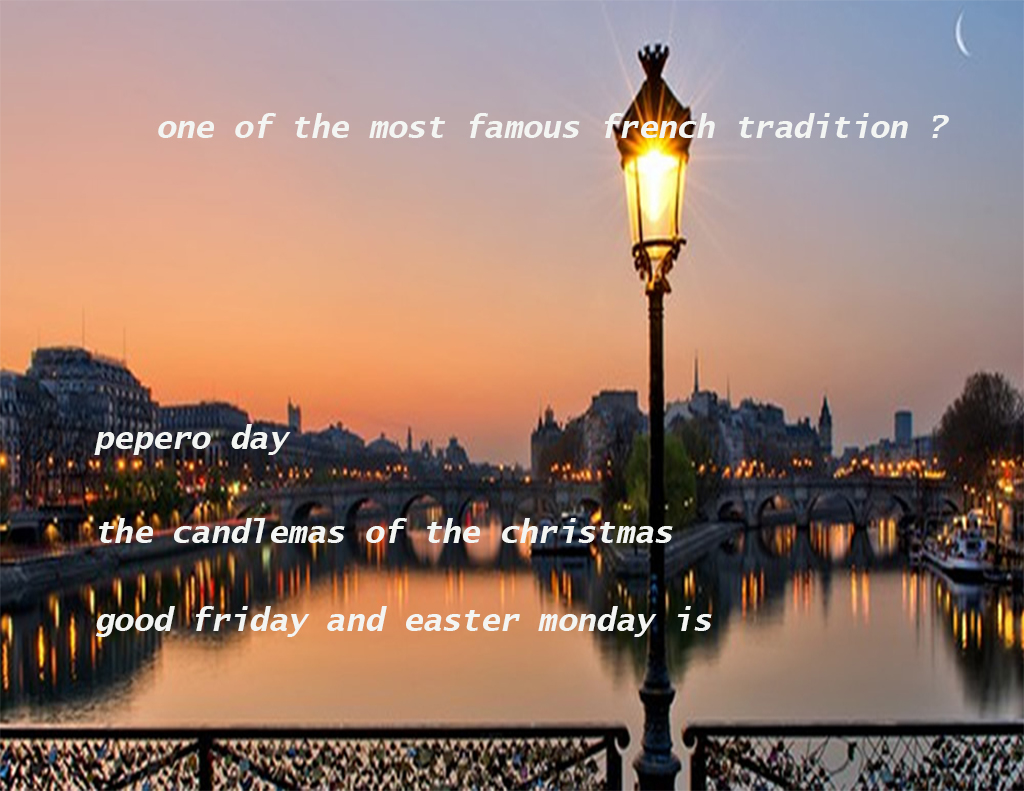 one of the most famous french tradition ?
pepero day
the candlemas of the christmas
good friday and easter monday is